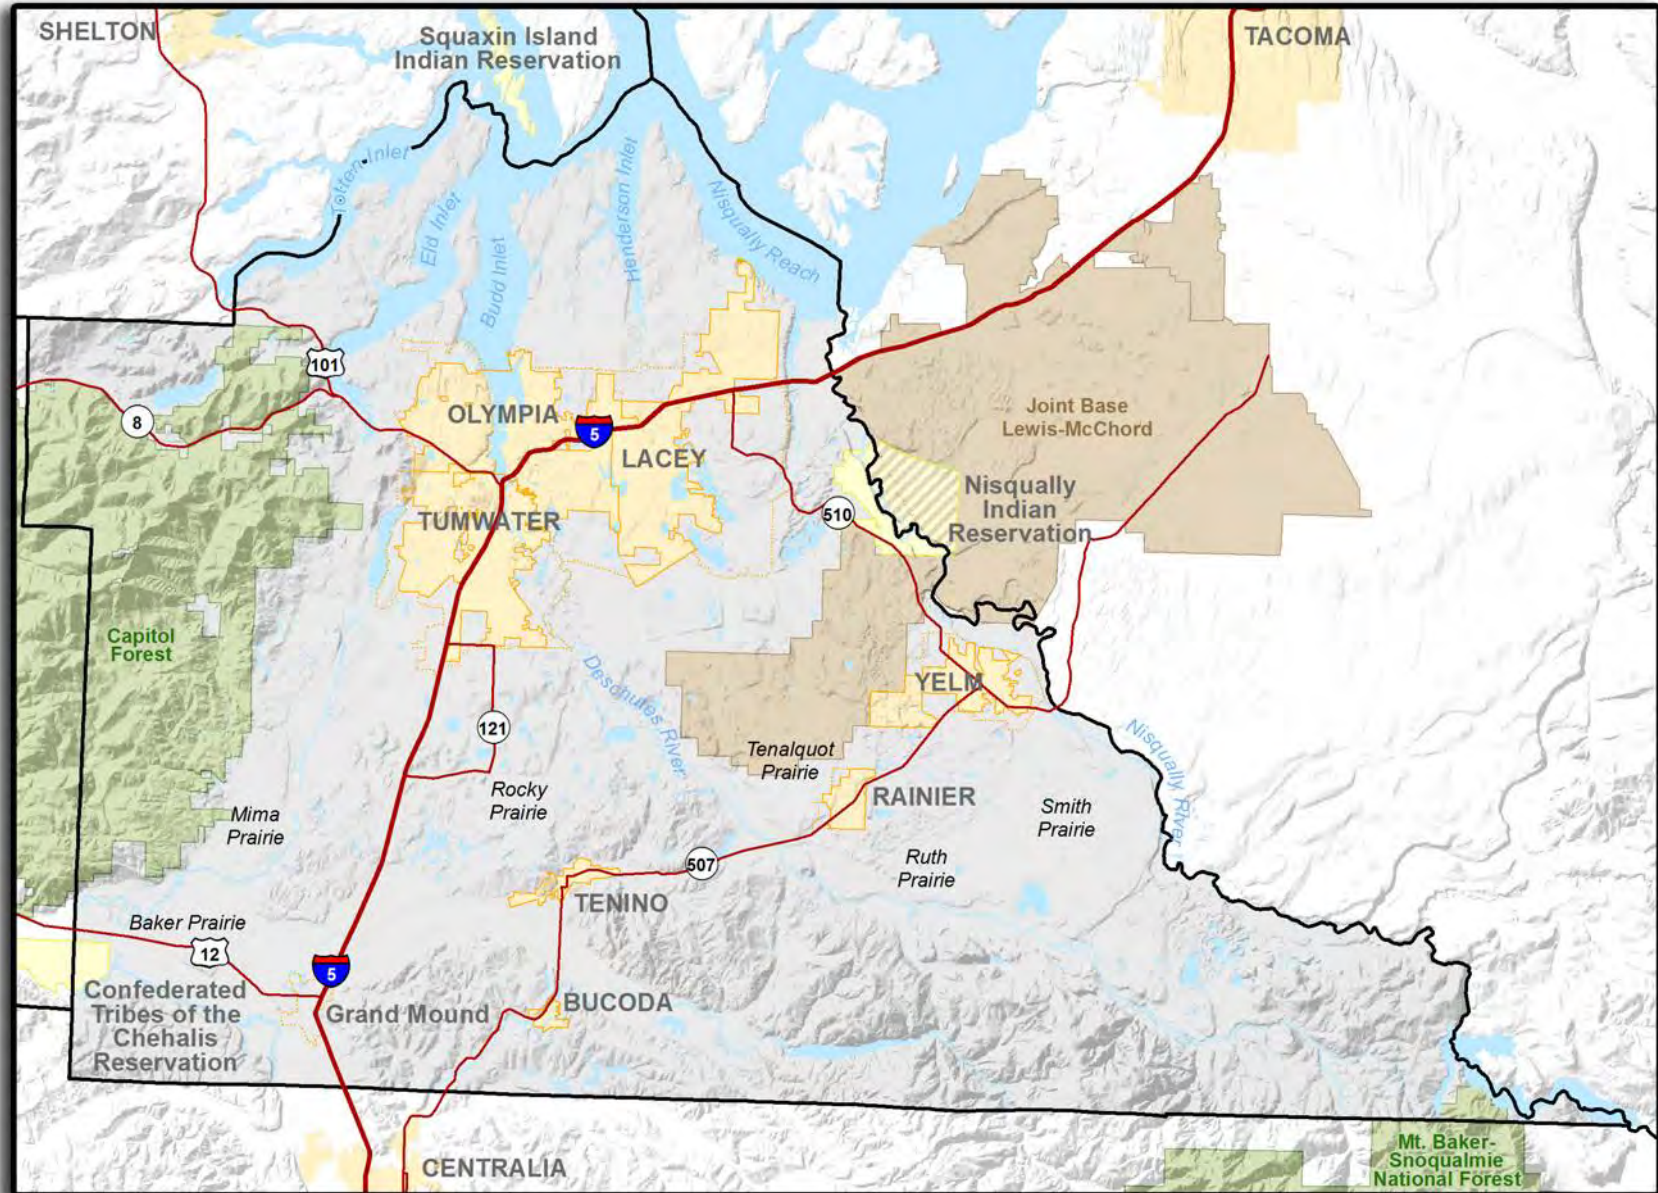 SHELTON
Squaxin Island
Indian Reservation
TACOMA
Totten Inlet
Eld Inlet
Budd Inlet
Henderson Inlet
Nisqually Reach
101
8
OLYMPIA
5
LACEY
Joint Base
Lewis-McChord
TUMWATER
510
Nisqually
Indian
Reservation
Capitol
Forest
Deschutes River
YELM
121
Nisqually River
Tenalquot
Prairie
Rocky
Prairie
RAINIER
Mima
Prairie
Smith
Prairie
507
Ruth
Prairie
TENINO
Baker Prairie
12
5
Confederated
Tribes of the
Chehalis
Reservation
Grand Mound
BUCODA
CENTRALIA
Mt. Baker-
Snoqualmie
National Forest